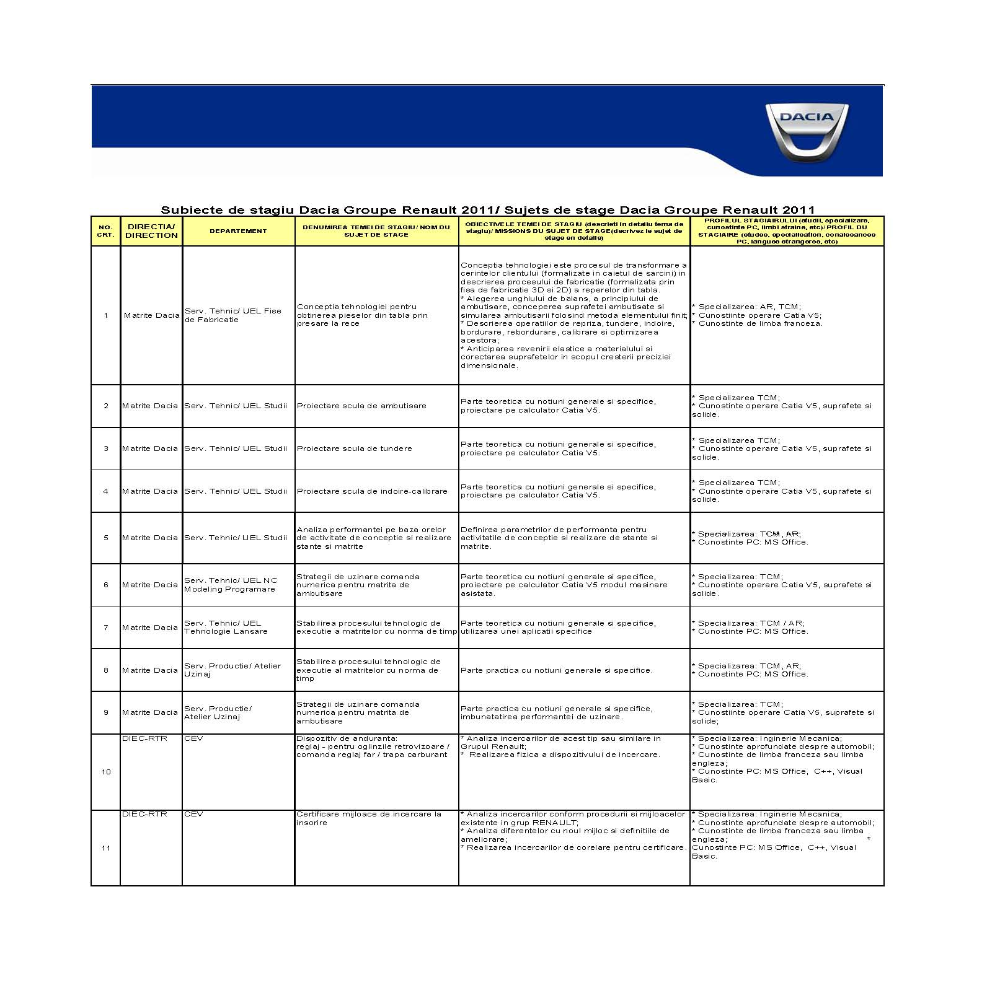 DACIA
Subiecte de stagiu Dacia Groupe Renault 2011/ Sujets de stage Dacia Groupe Renault 2011
NO.
CRT.
DIRECTIA/
DIRECTION
DEPARTEMENT
DENUMIREA TEMEI DE STAGIU/ NOM DU
SUJET DE STAGE
OBIECTIVELE TEMEI DE STAGIU (descrieti in detaliu tema de
stagiu)/ MISSIONS DU SUJET DE STAGE(decrivez le sujet de
stage en details)
PROFILUL STAGIAIRULUI (studii, specializare,
cunostinte PC, limbi straine, etc)/ PROFIL DU
STAGIAIRE (etudes, specialisation, conaissances
PC, langues etrangeres, etc)
1
Matrite Dacia
Serv. Tehnic/ UEL Fise
de Fabricatie
Conceptia tehnologiei pentru
obtinerea pieselor din tabla prin
presare la rece
Conceptia tehnologiei este procesul de transformare a
cerintelor clientului (formalizate in caietul de sarcini) in
descrierea procesului de fabricatie (formalizata prin
fisa de fabricatie 3D si 2D) a reperelor din tabla.
* Alegerea unghiului de balans, a principiului de
ambutisare, conceperea suprafetei ambutisate si
simularea ambutisarii folosind metoda elementului finit;
* Descrierea operatiilor de repriza, tundere, indoire,
bordurare, rebordurare, calibrare si optimizarea
acestora;
* Anticiparea revenirii elastice a materialului si
corectarea suprafetelor in scopul cresterii preciziei
dimensionale.
* Specializarea: AR, TCM;
* Cunostiinte operare Catia V5;
* Cunostinte de limba franceza.
2
Matrite Dacia
Serv. Tehnic/ UEL Studii
Proiectare scula de ambutisare
Parte teoretica cu notiuni generale si specifice,
proiectare pe calculator Catia V5.
* Specializarea TCM;
* Cunostinte operare Catia V5, suprafete si
solide.
3
Matrite Dacia
Serv. Tehnic/ UEL Studii
Proiectare scula de tundere
Parte teoretica cu notiuni generale si specifice,
proiectare pe calculator Catia V5.
* Specializarea TCM;
* Cunostinte operare Catia V5, suprafete si
solide.
4
Matrite Dacia
Serv. Tehnic/ UEL Studii
Proiectare scula de indoire-calibrare
Parte teoretica cu notiuni generale si specifice,
proiectare pe calculator Catia V5.
* Specializarea TCM;
* Cunostinte operare Catia V5, suprafete si
solide.
5
Matrite Dacia
Serv. Tehnic/ UEL Studii
Analiza performantei pe baza orelor
de activitate de conceptie si realizare
stante si matrite
Definirea parametrilor de performanta pentru
activitatile de conceptie si realizare de stante si
matrite.
* Specializarea: TCM, AR;
* Cunostinte PC: MS Office.
6
Matrite Dacia
Serv. Tehnic/ UEL NC
Modeling Programare
Strategii de uzinare comanda
numerica pentru matrita de
ambutisare
Parte teoretica cu notiuni generale si specifice,
proiectare pe calculator Catia V5 modul masinare
asistata.
* Specializarea: TCM;
* Cunostinte operare Catia V5, suprafete si
solide.
7
Matrite Dacia
Serv. Tehnic/ UEL
Tehnologie Lansare
Stabilirea procesului tehnologic de
executie a matritelor cu norma de timp
Parte teoretica cu notiuni generale si specifice,
utilizarea unei aplicatii specifice
* Specializarea: TCM / AR;
* Cunostinte PC: MS Office.
8
Matrite Dacia
Serv. Productie/ Atelier
Uzinaj
Stabilirea procesului tehnologic de
executie al matritelor cu norma de
timp
Parte practica cu notiuni generale si specifice.
* Specializarea: TCM, AR;
* Cunostinte PC: MS Office.
9
Matrite Dacia
Serv. Productie/
Atelier Uzinaj
Strategii de uzinare comanda
numerica pentru matrita de
ambutisare
Parte practica cu notiuni generale si specifice,
imbunatatirea performantei de uzinare.
* Specializarea: TCM;
* Cunostiinte operare Catia V5, suprafete si
solide;
10
DIEC-RTR
CEV
Dispozitiv de anduranta:
reglaj - pentru oglinzile retrovizoare /
comanda reglaj far / trapa carburant
* Analiza incercarilor de acest tip sau similare in
Grupul Renault;
* Realizarea fizica a dispozitivului de incercare.
* Specializarea: Inginerie Mecanica;
* Cunostinte aprofundate despre automobil;
* Cunostinte de limba franceza sau limba
engleza;
* Cunostinte PC: MS Office, C++, Visual
Basic.
11
DIEC-RTR
CEV
Certificare mijloace de incercare la
insorire
* Analiza incercarilor conform procedurii si mijloacelor
existente in grup RENAULT;
* Analiza diferentelor cu noul mijloc si definitiile de
ameliorare;
* Realizarea incercarilor de corelare pentru certificare.
* Specializarea: Inginerie Mecanica;
* Cunostinte aprofundate despre automobil;
* Cunostinte de limba franceza sau limba
engleza; *
Cunostinte PC: MS Office, C++, Visual
Basic.